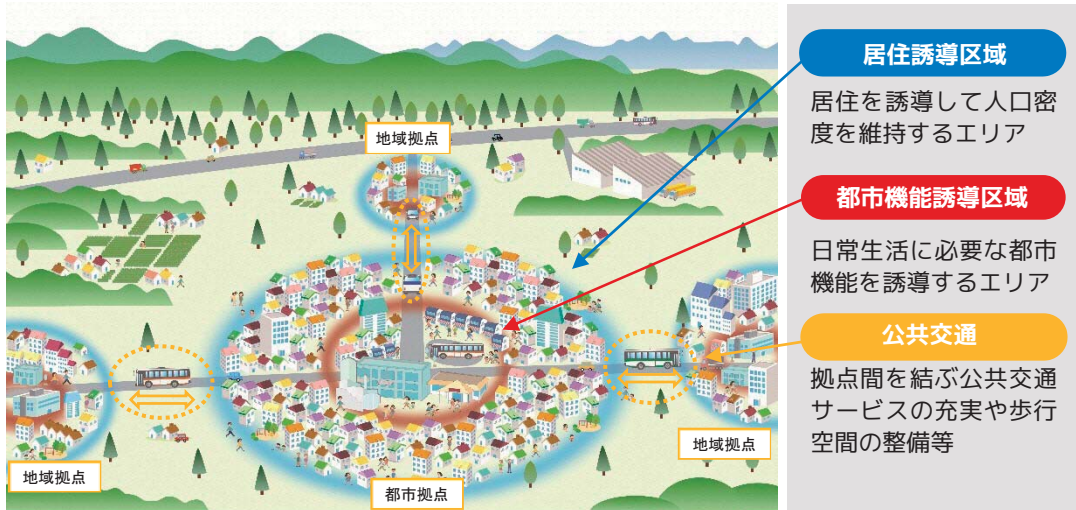 地域拠点
地域拠点
都市拠点
地域拠点
居住誘導区域
居住を誘導して人口密
度を維持するエリア
都市機能誘導区域
日常生活に必要な都市
機能を誘導するエリア
公共交通
拠点間を結ぶ公共交通
サービスの充実や歩行
空間の整備等